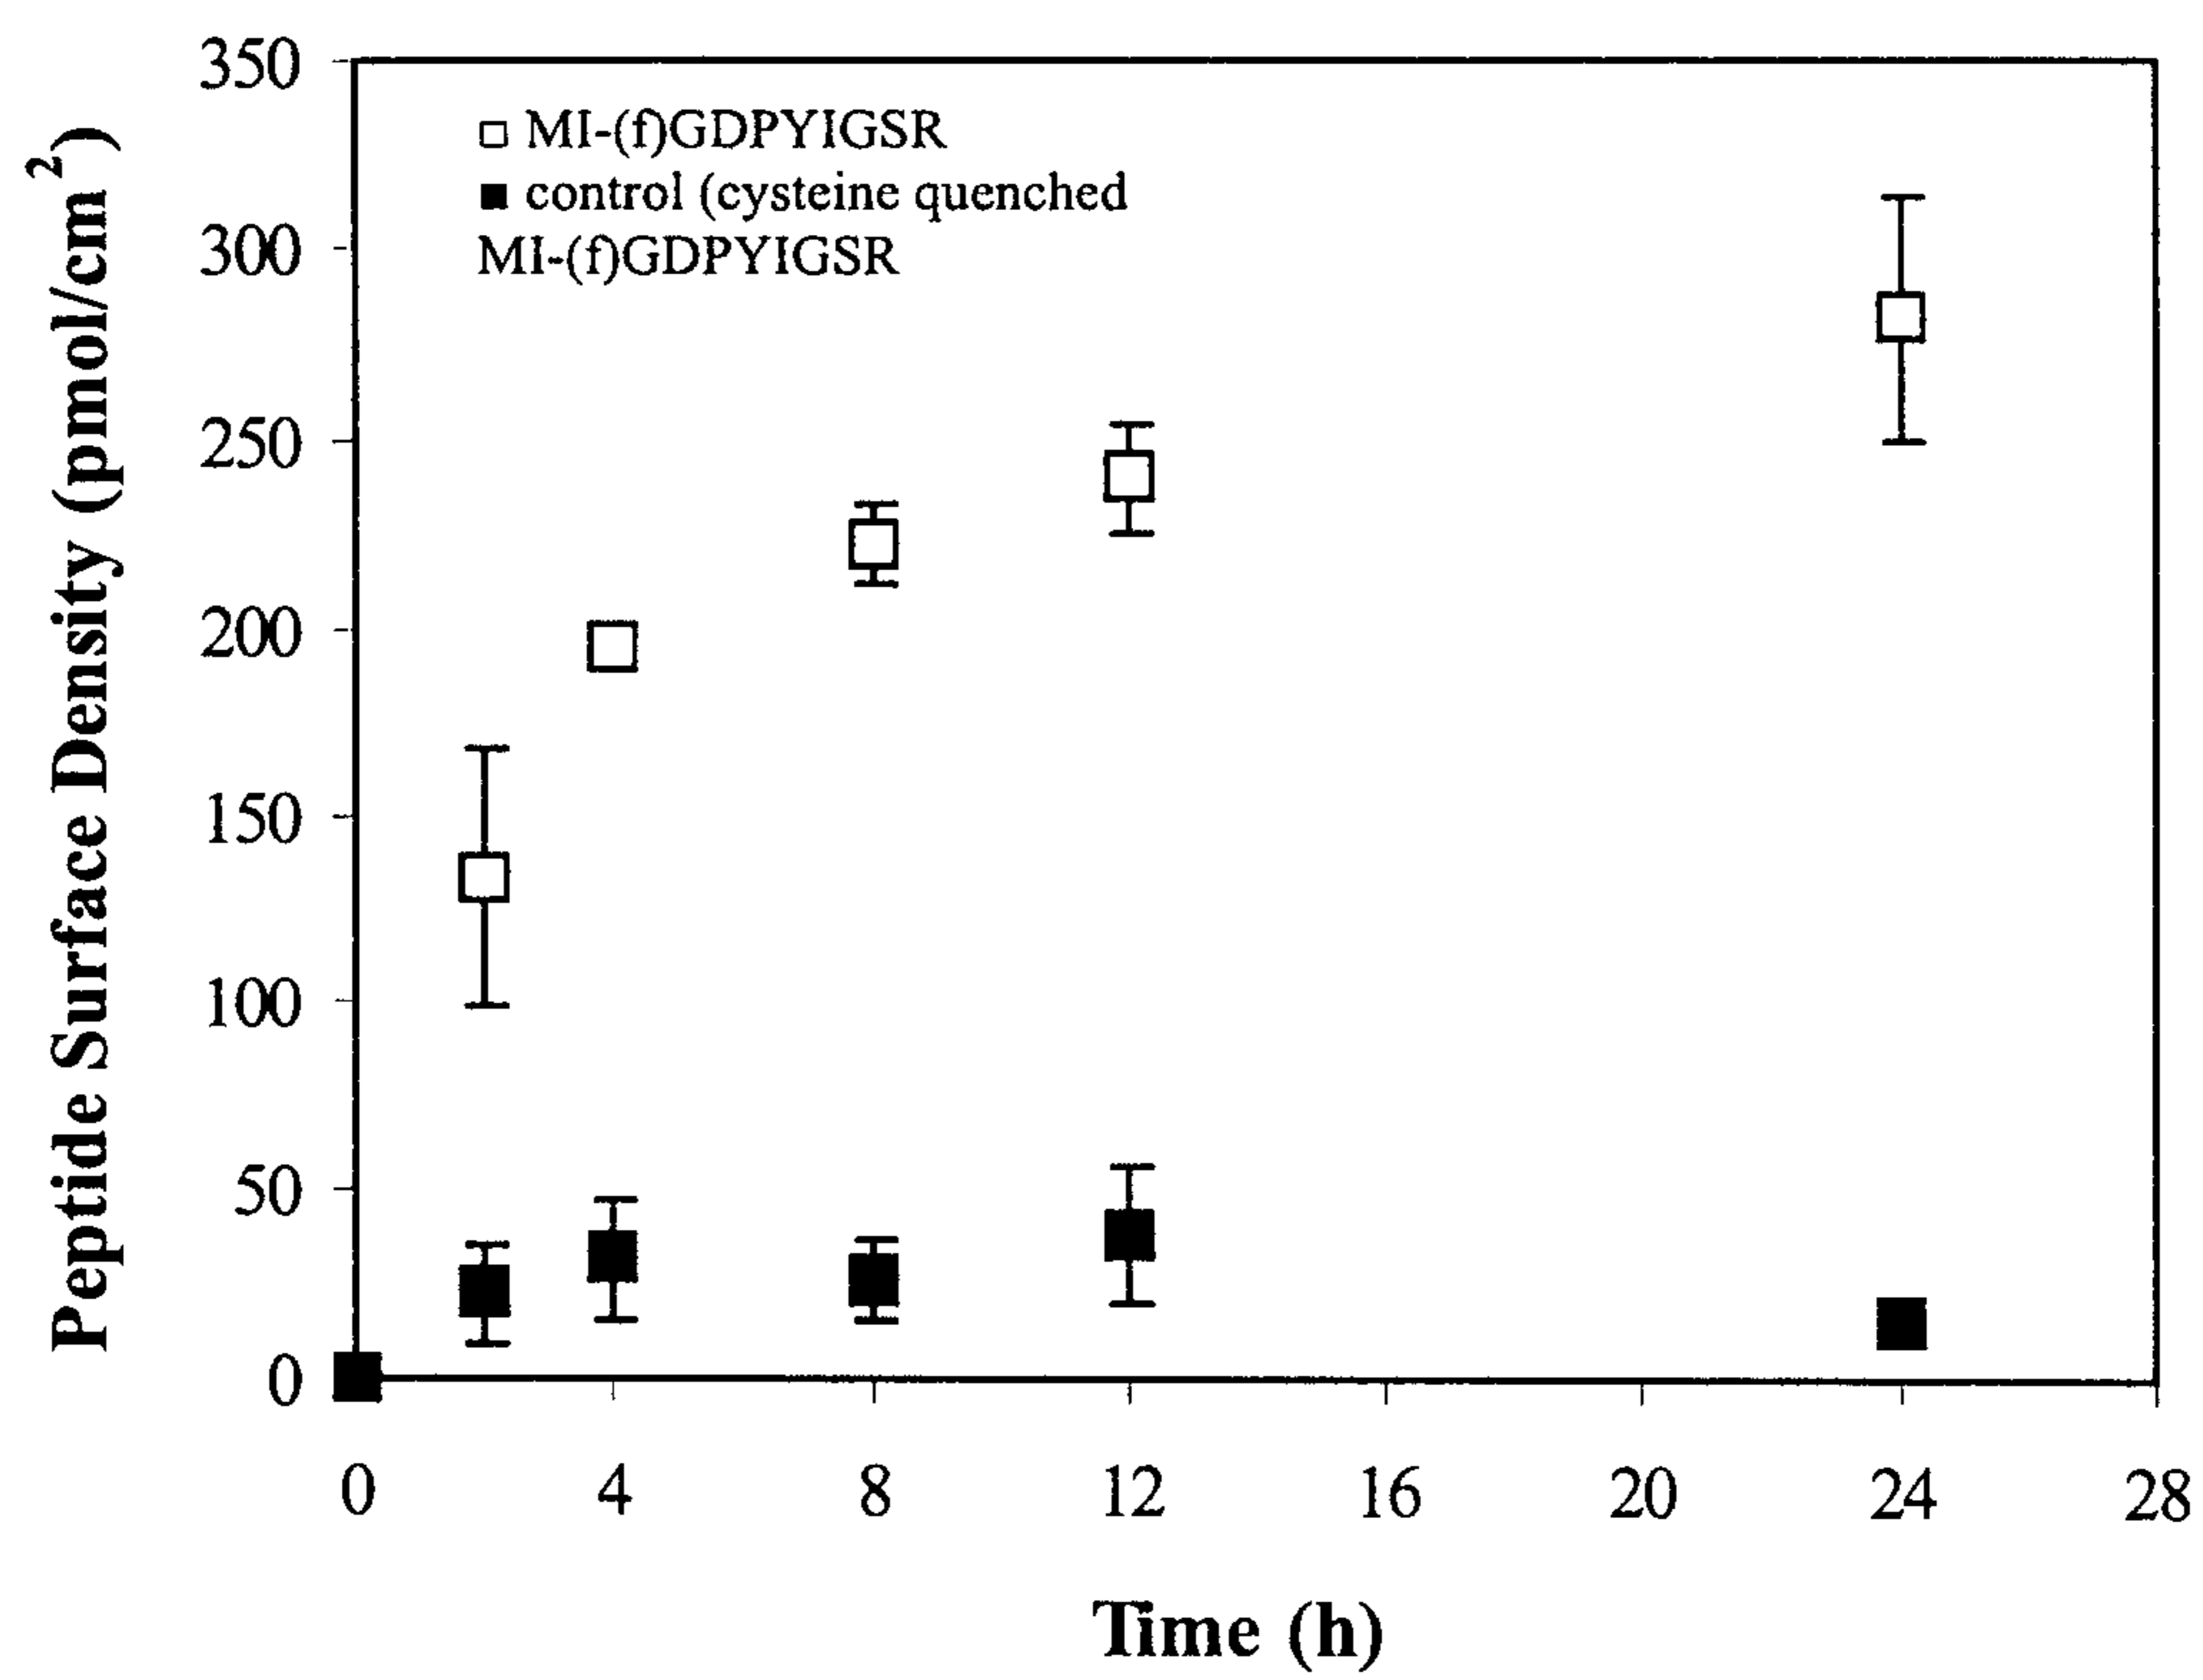 Peptide Surface Density (pmol/cm²)
350
300
250
200
150
100
50
0
□ MI-(f)GDPYIGSR
■ control (cysteine quenched
MI-(f)GDPYIGSR
0 4 8 12 16 20 24 28
Time (h)